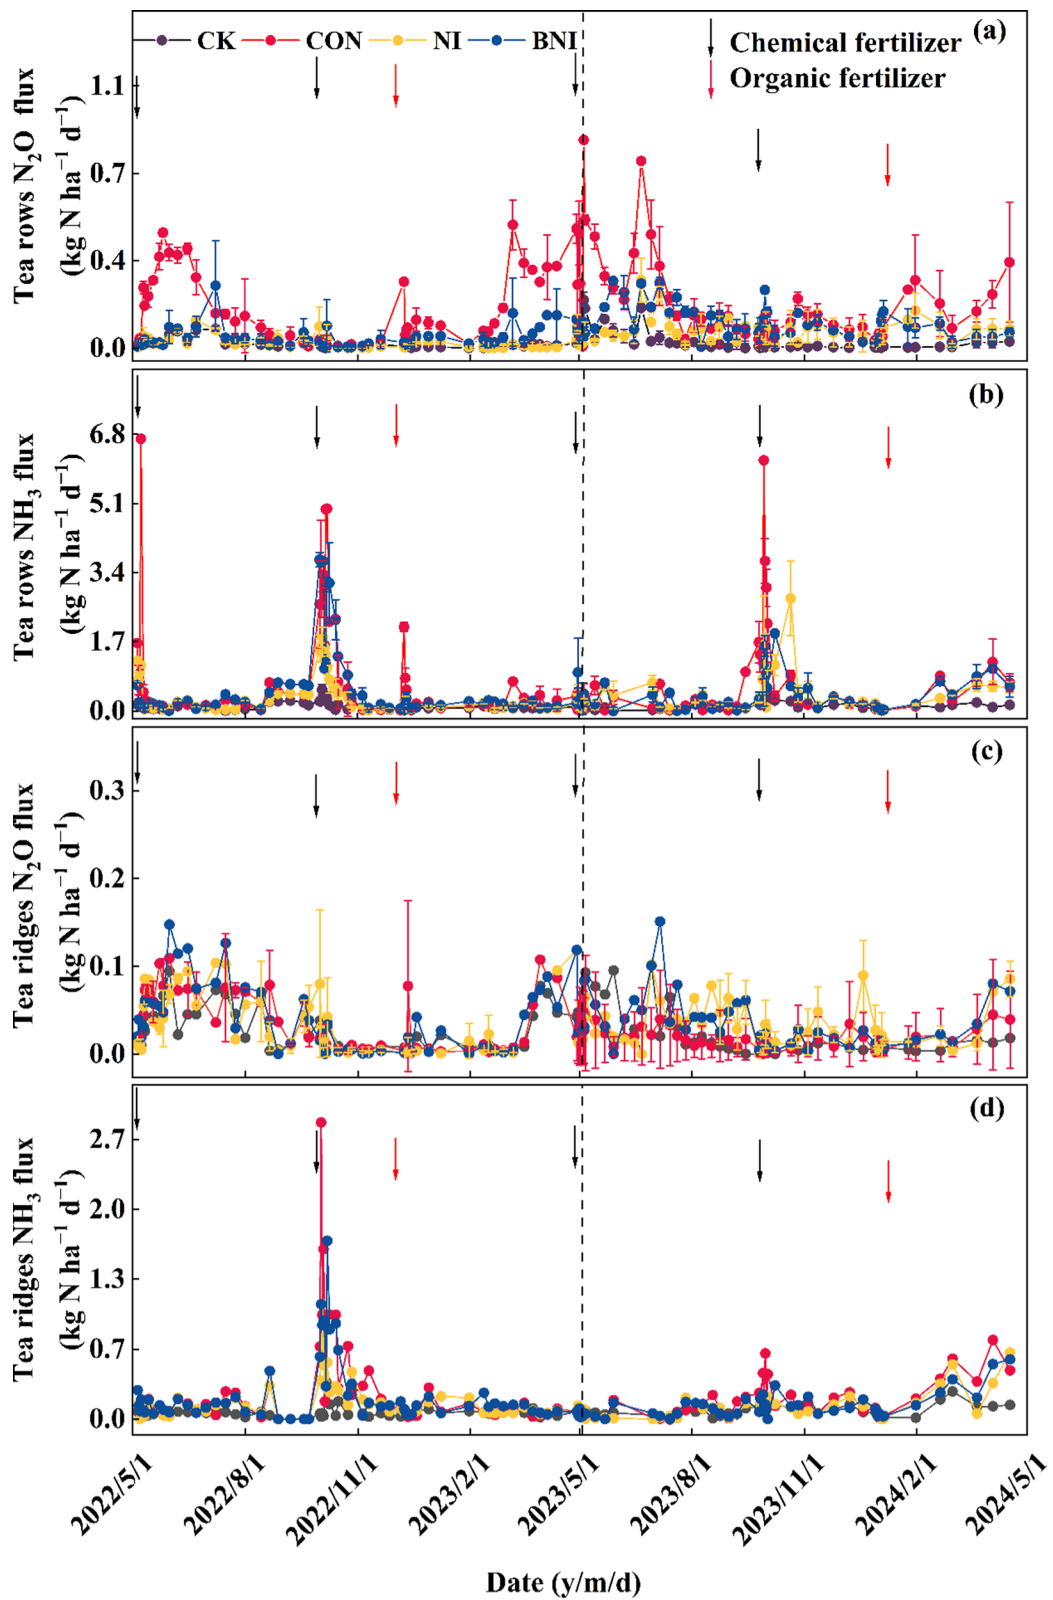 CK CON NI BNI
Chemical fertilizer
Organic fertilizer
(a)
Tea rows N₂O flux
(kg N ha⁻¹ d⁻¹)
1.1
0.7
0.4
0.0
(b)
Tea rows NH₃ flux
(kg N ha⁻¹ d⁻¹)
6.8
5.1
3.4
1.7
0.0
(c)
Tea ridges N₂O flux
(kg N ha⁻¹ d⁻¹)
0.3
0.2
0.1
0.0
(d)
Tea ridges NH₃ flux
(kg N ha⁻¹ d⁻¹)
2.7
2.0
1.3
0.7
0.0
2022/5/1
2022/8/1
2022/11/1
2023/2/1
2023/5/1
2023/8/1
2023/11/1
2024/2/1
2024/5/1
Date (y/m/d)